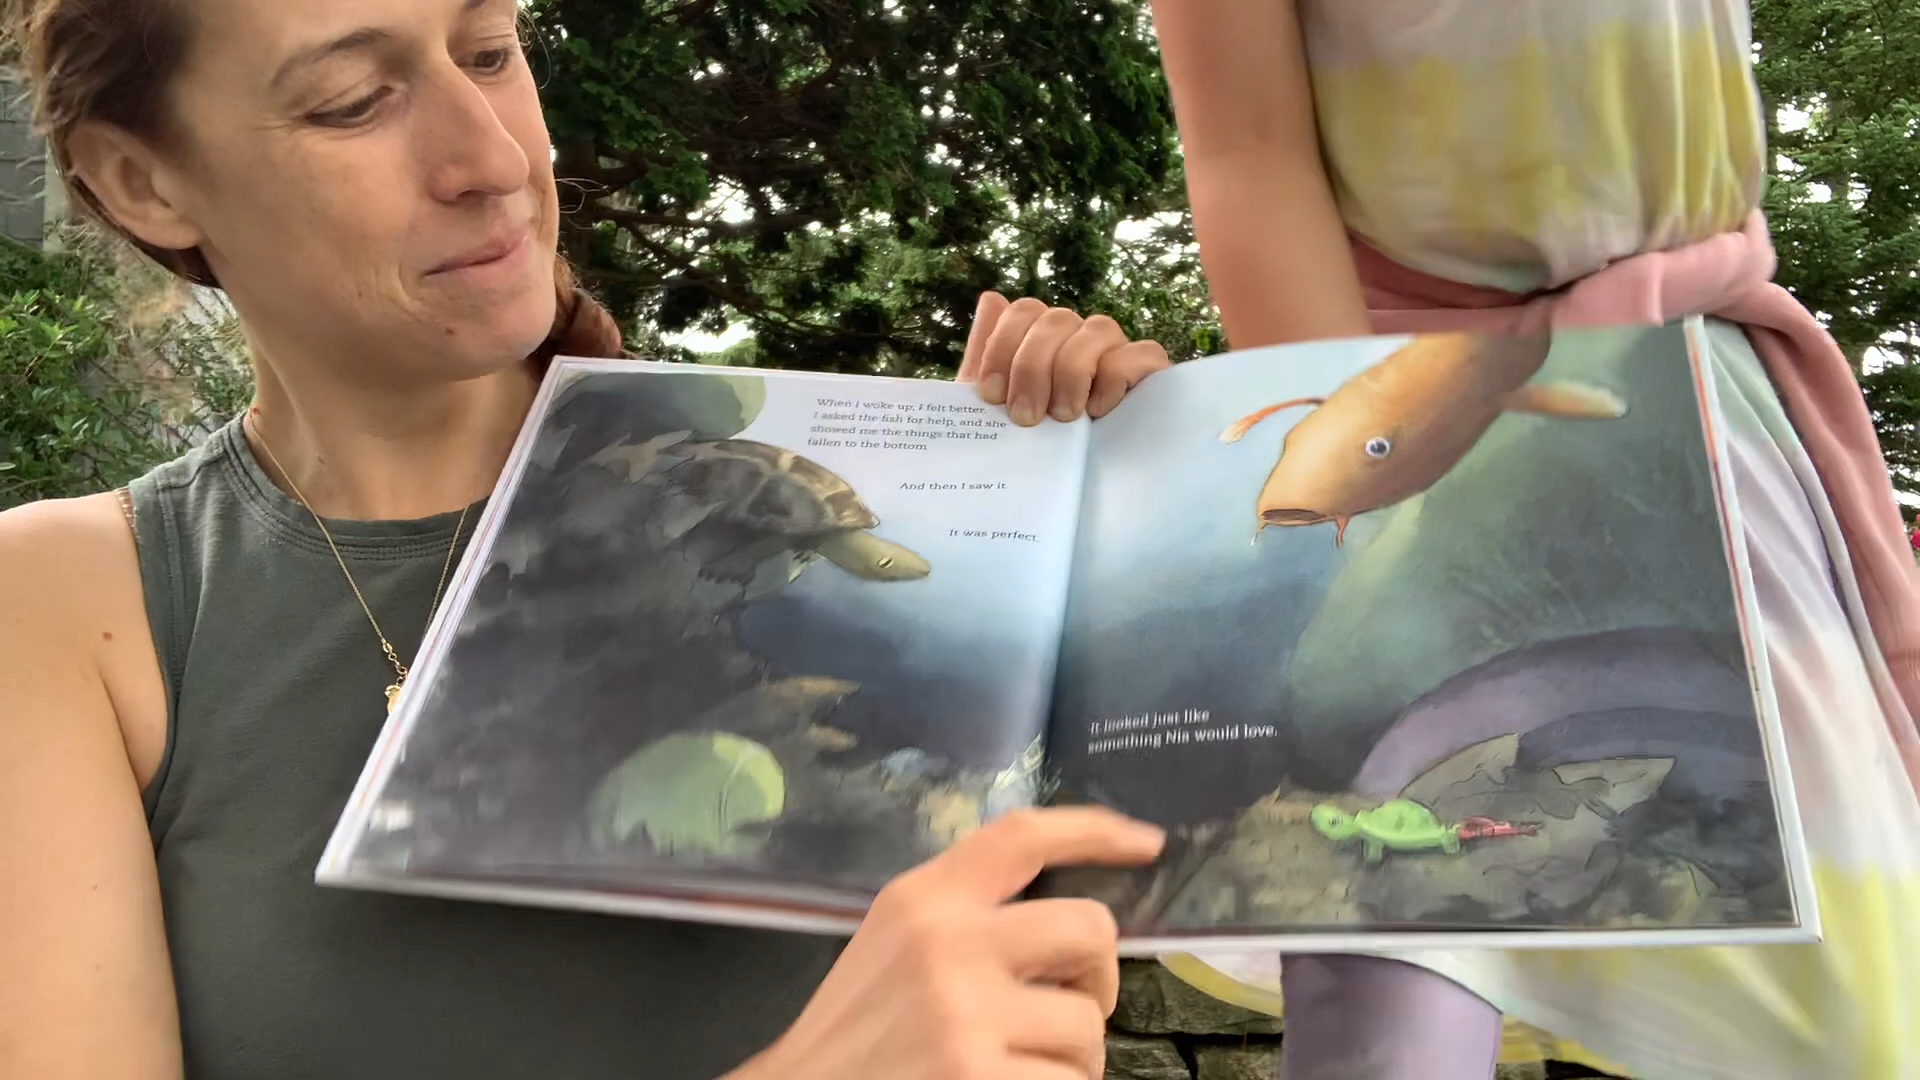 When I woke up, I felt better.
I asked the fish for help, and she
showed me the things that had
fallen to the bottom.
And then I saw it.
It was perfect.
It looked just like
something Nia would love.